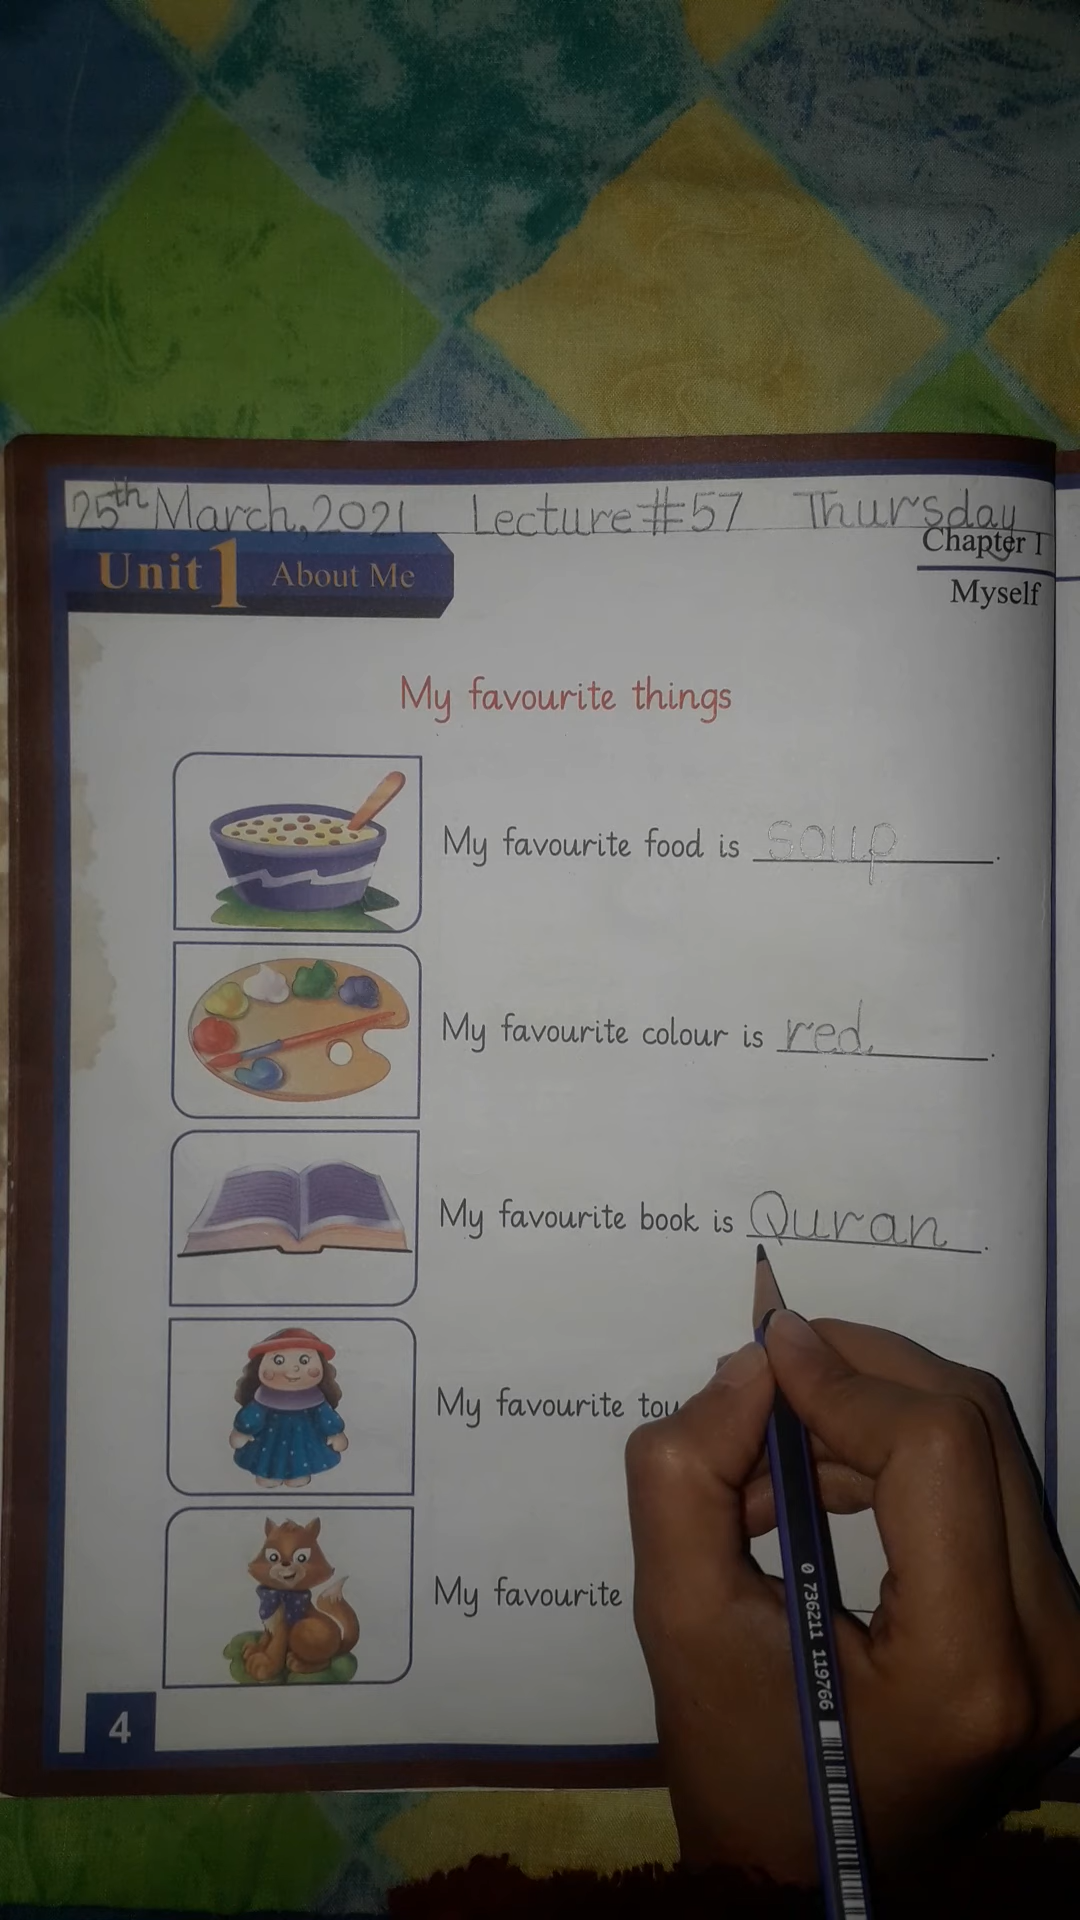 25th March, 2021 Lecture #57 Thursday
Unit 1 About Me
Chapter 1
Myself
My favourite things
My favourite food is soup.
My favourite colour is red.
My favourite book is Quran.
My favourite
My favourite
4
0 736211 119766